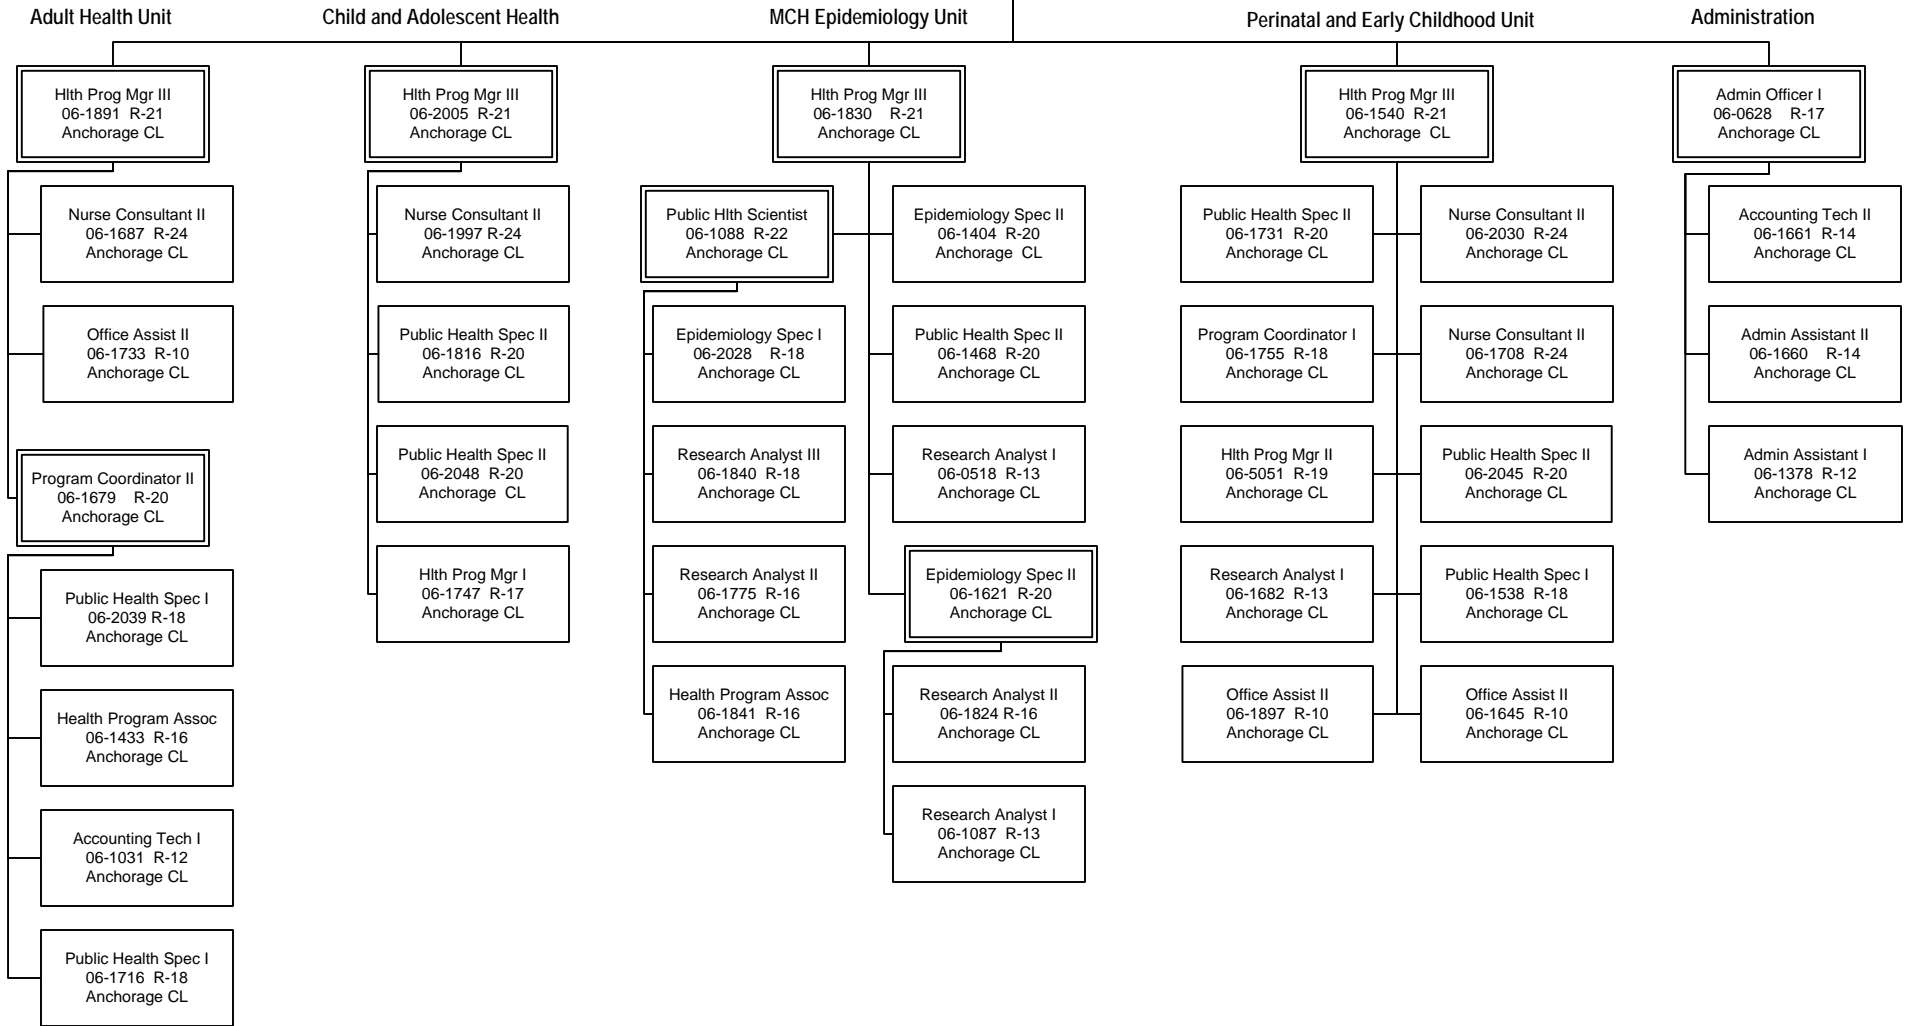 Adult Health Unit
Hlth Prog Mgr III
06-1891 R-21
Anchorage CL
Nurse Consultant II
06-1687 R-24
Anchorage CL
Office Assist II
06-1733 R-10
Anchorage CL
Program Coordinator II
06-1679 R-20
Anchorage CL
Public Health Spec I
06-2039 R-18
Anchorage CL
Health Program Assoc
06-1433 R-16
Anchorage CL
Accounting Tech I
06-1031 R-12
Anchorage CL
Public Health Spec I
06-1716 R-18
Anchorage CL
Child and Adolescent Health
Hlth Prog Mgr III
06-2005 R-21
Anchorage CL
Nurse Consultant II
06-1997 R-24
Anchorage CL
Public Health Spec II
06-1816 R-20
Anchorage CL
Public Health Spec II
06-2048 R-20
Anchorage CL
Hlth Prog Mgr I
06-1747 R-17
Anchorage CL
MCH Epidemiology Unit
Hlth Prog Mgr III
06-1830 R-21
Anchorage CL
Public Hlth Scientist
06-1088 R-22
Anchorage CL
Epidemiology Spec I
06-2028 R-18
Anchorage CL
Research Analyst III
06-1840 R-18
Anchorage CL
Research Analyst II
06-1775 R-16
Anchorage CL
Health Program Assoc
06-1841 R-16
Anchorage CL
Epidemiology Spec II
06-1404 R-20
Anchorage CL
Public Health Spec II
06-1468 R-20
Anchorage CL
Research Analyst I
06-0518 R-13
Anchorage CL
Epidemiology Spec II
06-1621 R-20
Anchorage CL
Research Analyst II
06-1824 R-16
Anchorage CL
Research Analyst I
06-1087 R-13
Anchorage CL
Perinatal and Early Childhood Unit
Hlth Prog Mgr III
06-1540 R-21
Anchorage CL
Public Health Spec II
06-1731 R-20
Anchorage CL
Program Coordinator I
06-1755 R-18
Anchorage CL
Hlth Prog Mgr II
06-5051 R-19
Anchorage CL
Research Analyst I
06-1682 R-13
Anchorage CL
Office Assist II
06-1897 R-10
Anchorage CL
Nurse Consultant II
06-2030 R-24
Anchorage CL
Nurse Consultant II
06-1708 R-24
Anchorage CL
Public Health Spec II
06-2045 R-20
Anchorage CL
Public Health Spec I
06-1538 R-18
Anchorage CL
Office Assist II
06-1645 R-10
Anchorage CL
Administration
Admin Officer I
06-0628 R-17
Anchorage CL
Accounting Tech II
06-1661 R-14
Anchorage CL
Admin Assistant II
06-1660 R-14
Anchorage CL
Admin Assistant I
06-1378 R-12
Anchorage CL